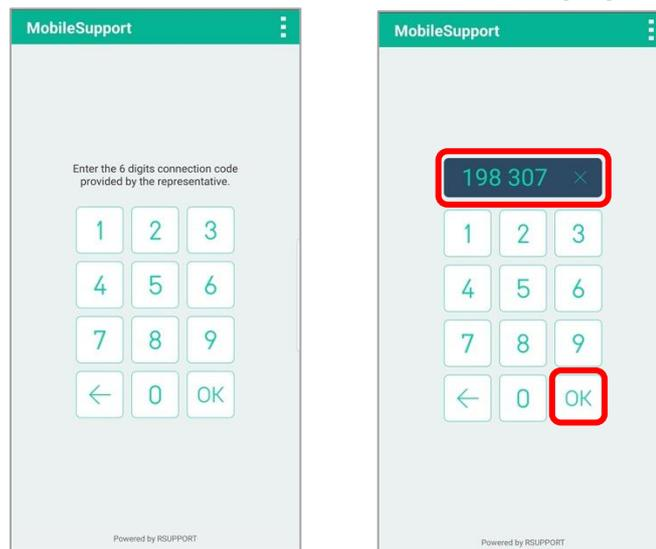 MobileSupport
Enter the 6 digits connection code
provided by the representative.
1 2 3
4 5 6
7 8 9
← 0 OK
Powered by RSUPPORT
MobileSupport
198 307 ×
1 2 3
4 5 6
7 8 9
← 0 OK
Powered by RSUPPORT